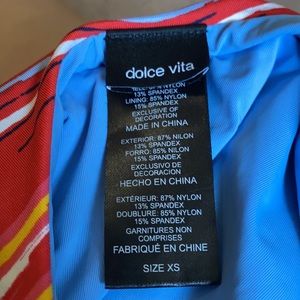 dolce vita
13% SPANDEX
LINING: 85% NYLON
15% SPANDEX
EXCLUSIVE OF
DECORATION
MADE IN CHINA
EXTERIOR: 87% NILON
13% SPANDEX
FORRO: 85% NILON
15% SPANDEX
EXCLUSIVO DE
DECORACION
HECHO EN CHINA
EXTÉRIEUR: 87% NYLON
13% SPANDEX
DOUBLURE: 85% NYLON
15% SPANDEX
GARNITURES NON
COMPRISES
FABRIQUÉ EN CHINE
SIZE XS